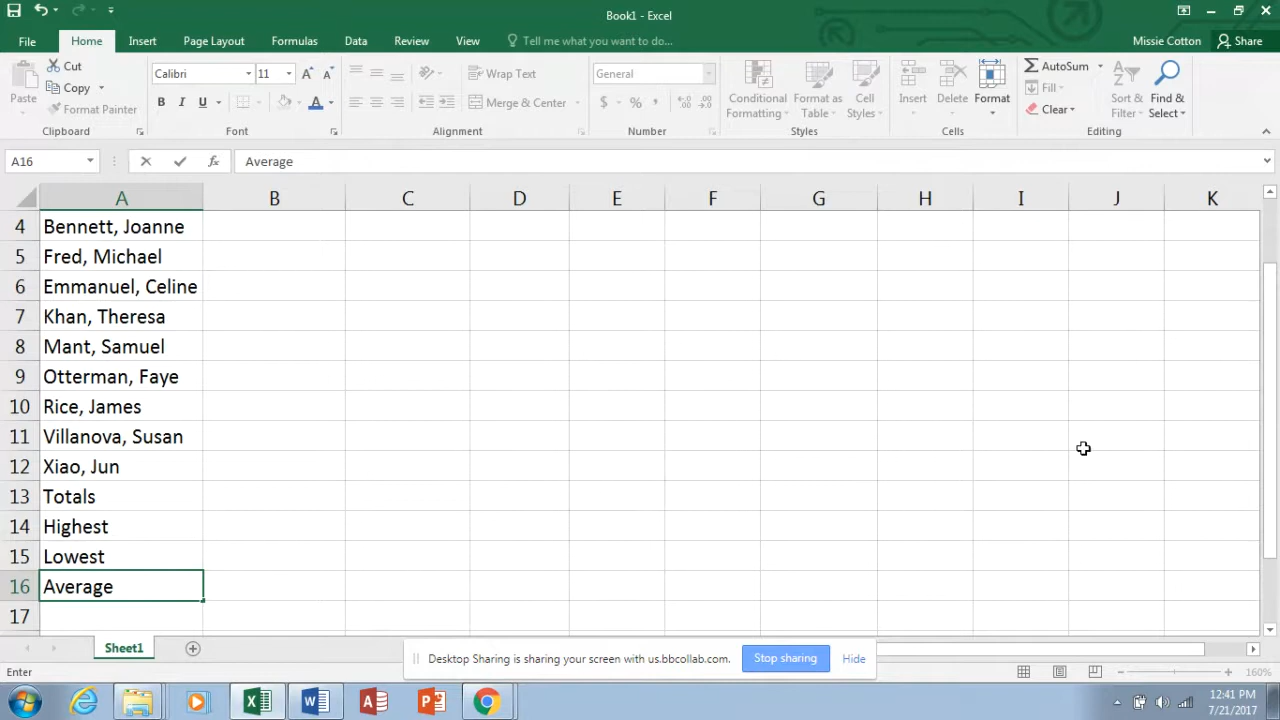 Book1 - Excel
File Home Insert Page Layout Formulas Data Review View Tell me what you want to do... Missie Cotton Share
Paste Cut Copy Format Painter Clipboard
Calibri 11 A A B I U A Font
Wrap Text Merge & Center Alignment
General $ % , .00 Number
Conditional Formatting Format as Table Cell Styles Styles
Insert Delete Format Cells
AutoSum Fill Clear Sort & Filter Find & Select Editing
A16 fx Average
A B C D E F G H I J K
4 Bennett, Joanne
5 Fred, Michael
6 Emmanuel, Celine
7 Khan, Theresa
8 Mant, Samuel
9 Otterman, Faye
10 Rice, James
11 Villanova, Susan
12 Xiao, Jun
13 Totals
14 Highest
15 Lowest
16 Average
17
Sheet1
Desktop Sharing is sharing your screen with us.bbcollab.com. Stop sharing Hide
Enter 160%
12:41 PM
7/21/2017